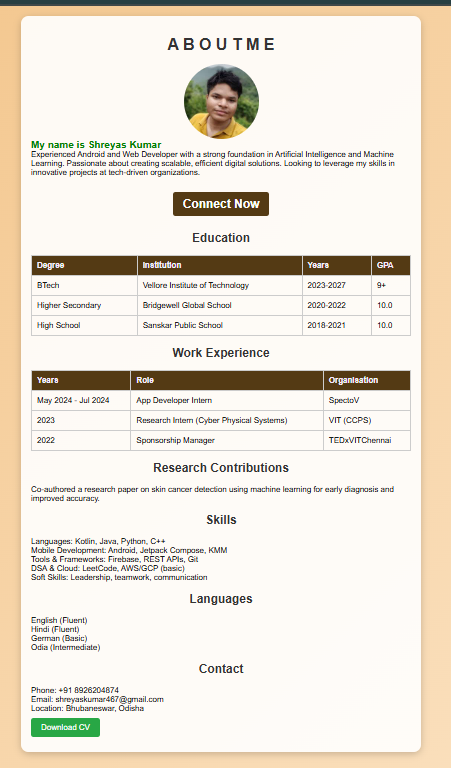 A B O U T M E
My name is Shreyas Kumar
Experienced Android and Web Developer with a strong foundation in Artificial Intelligence and Machine
Learning. Passionate about creating scalable, efficient digital solutions. Looking to leverage my skills in
innovative projects at tech-driven organizations.
Connect Now
Education
Degree Institution Years GPA
BTech Vellore Institute of Technology 2023-2027 9+
Higher Secondary Bridgewell Global School 2020-2022 10.0
High School Sanskar Public School 2018-2021 10.0
Work Experience
Years Role Organisation
May 2024 - Jul 2024 App Developer Intern SpectoV
2023 Research Intern (Cyber Physical Systems) VIT (CCPS)
2022 Sponsorship Manager TEDxVITChennai
Research Contributions
Co-authored a research paper on skin cancer detection using machine learning for early diagnosis and
improved accuracy.
Skills
Languages: Kotlin, Java, Python, C++
Mobile Development: Android, Jetpack Compose, KMM
Tools & Frameworks: Firebase, REST APIs, Git
DSA & Cloud: LeetCode, AWS/GCP (basic)
Soft Skills: Leadership, teamwork, communication
Languages
English (Fluent)
Hindi (Fluent)
German (Basic)
Odia (Intermediate)
Contact
Phone: +91 8926204874
Email: shreyaskumar467@gmail.com
Location: Bhubaneswar, Odisha
Download CV